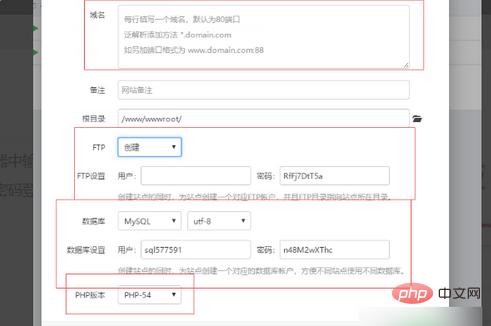 域名
每行填写一个域名，默认为80端口
泛解析添加方法 *.domain.com
如另加端口格式为 www.domain.com:88
备注 网站备注
根目录 /www/wwwroot/
FTP 创建
FTP设置 用户： 密码： RfFj7DtT5a
创建站点的同时，为站点创建一个对应FTP帐户，并且FTP目录指向站点所在目录。
数据库 MySQL utf-8
数据库设置 用户： sql577591 密码： n48M2wXThc
创建站点的同时，为站点创建一个对应的数据库帐户，方便不同站点使用不同数据库。
PHP版本 PHP-54
php 中文网
器中输
密码登